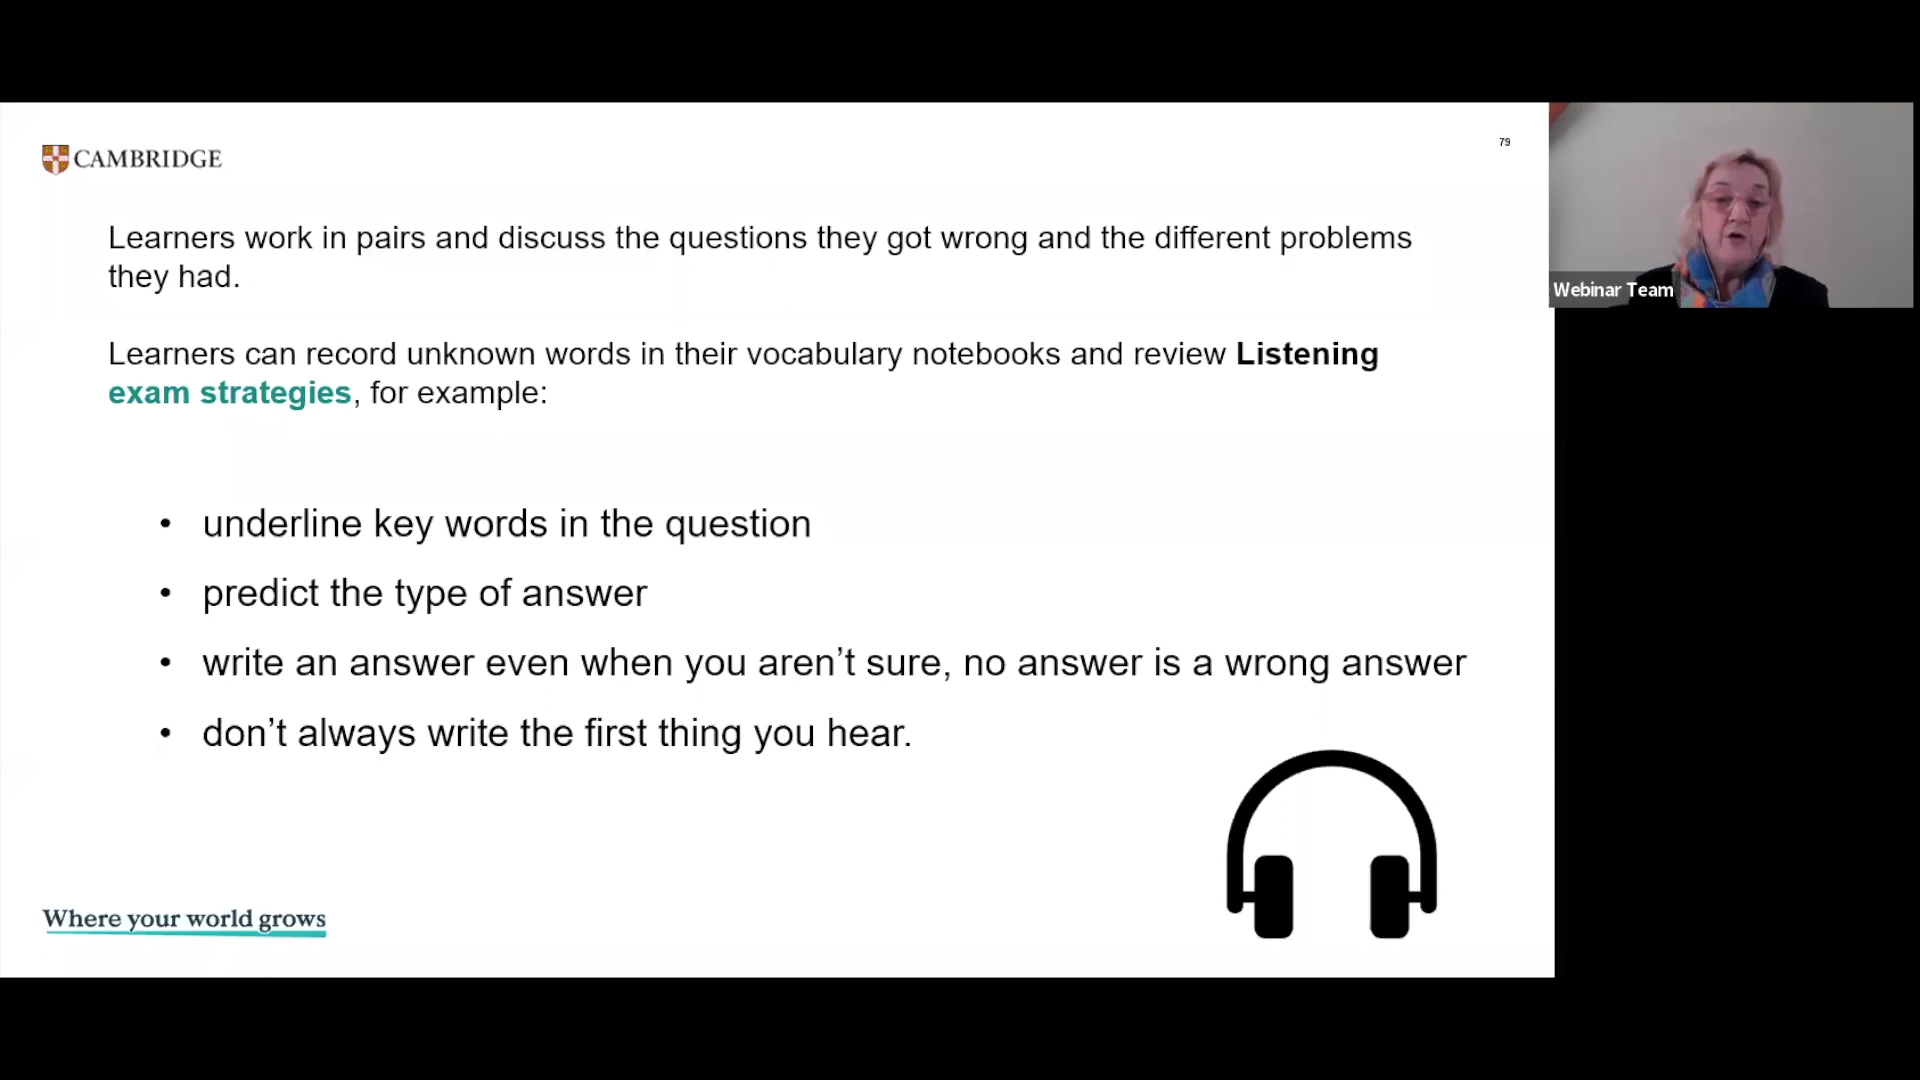 CAMBRIDGE
79
Learners work in pairs and discuss the questions they got wrong and the different problems
they had.
Learners can record unknown words in their vocabulary notebooks and review Listening
exam strategies, for example:
• underline key words in the question
• predict the type of answer
• write an answer even when you aren’t sure, no answer is a wrong answer
• don’t always write the first thing you hear.
Where your world grows
Webinar Team